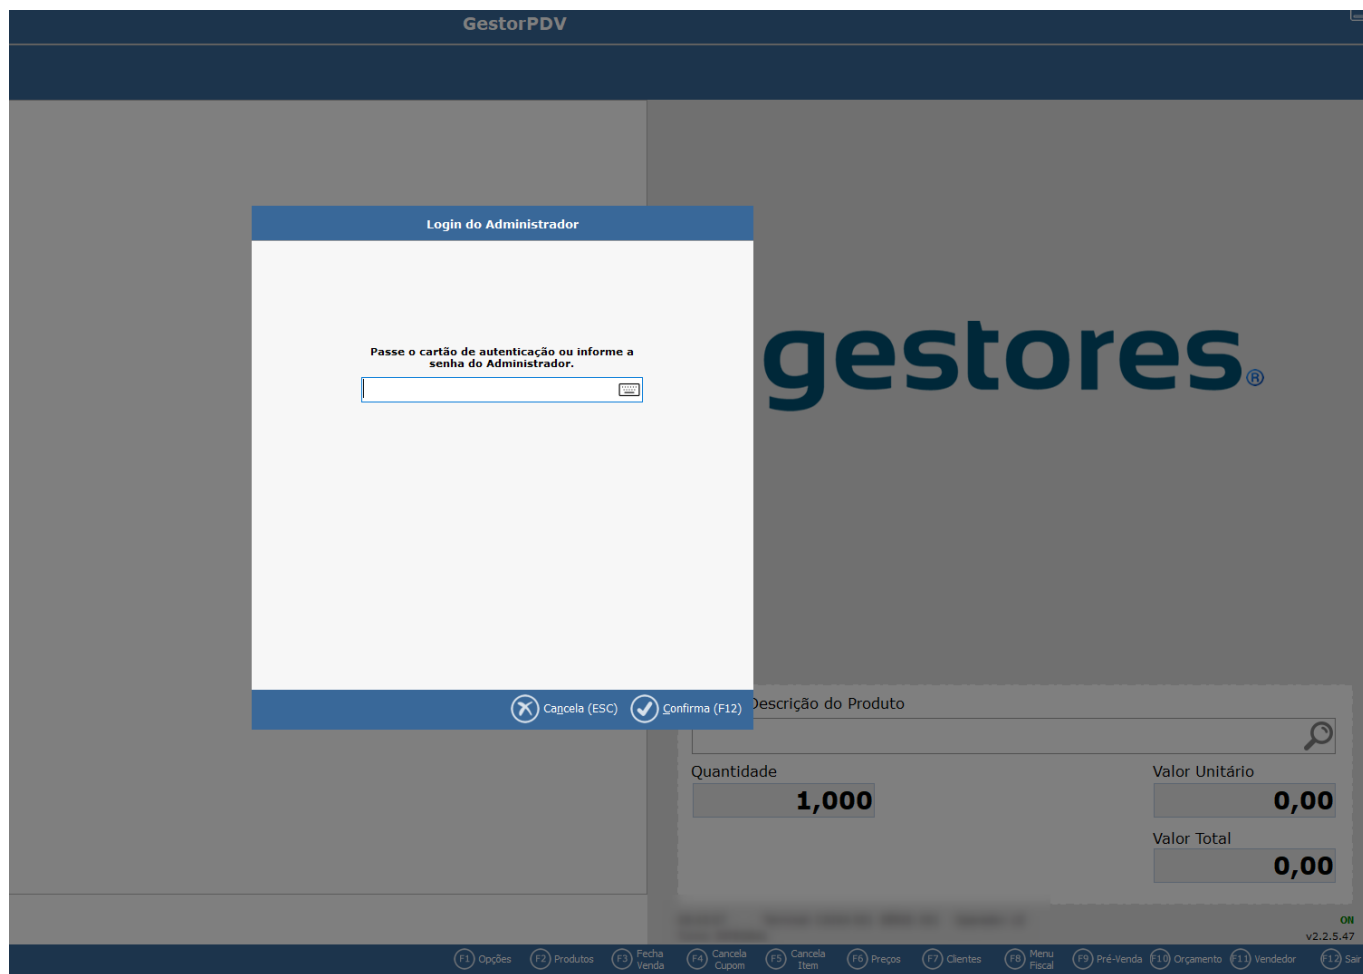 GestorPDV
Login do Administrador
Passe o cartão de autenticação ou informe a
senha do Administrador.
Cancela (ESC)
Confirma (F12)
gestores®
Descrição do Produto
Quantidade
Valor Unitário
1,000
0,00
Valor Total
0,00
ON
v2.2.5.47
F1 Opções
F2 Produtos
F3 Fecha
Venda
F4 Cancela
Cupom
F5 Cancela
Item
F6 Preços
F7 Clientes
F8 Menu
Fiscal
F9 Pré-Venda
F10 Orçamento
F11 Vendedor
F12 Sair